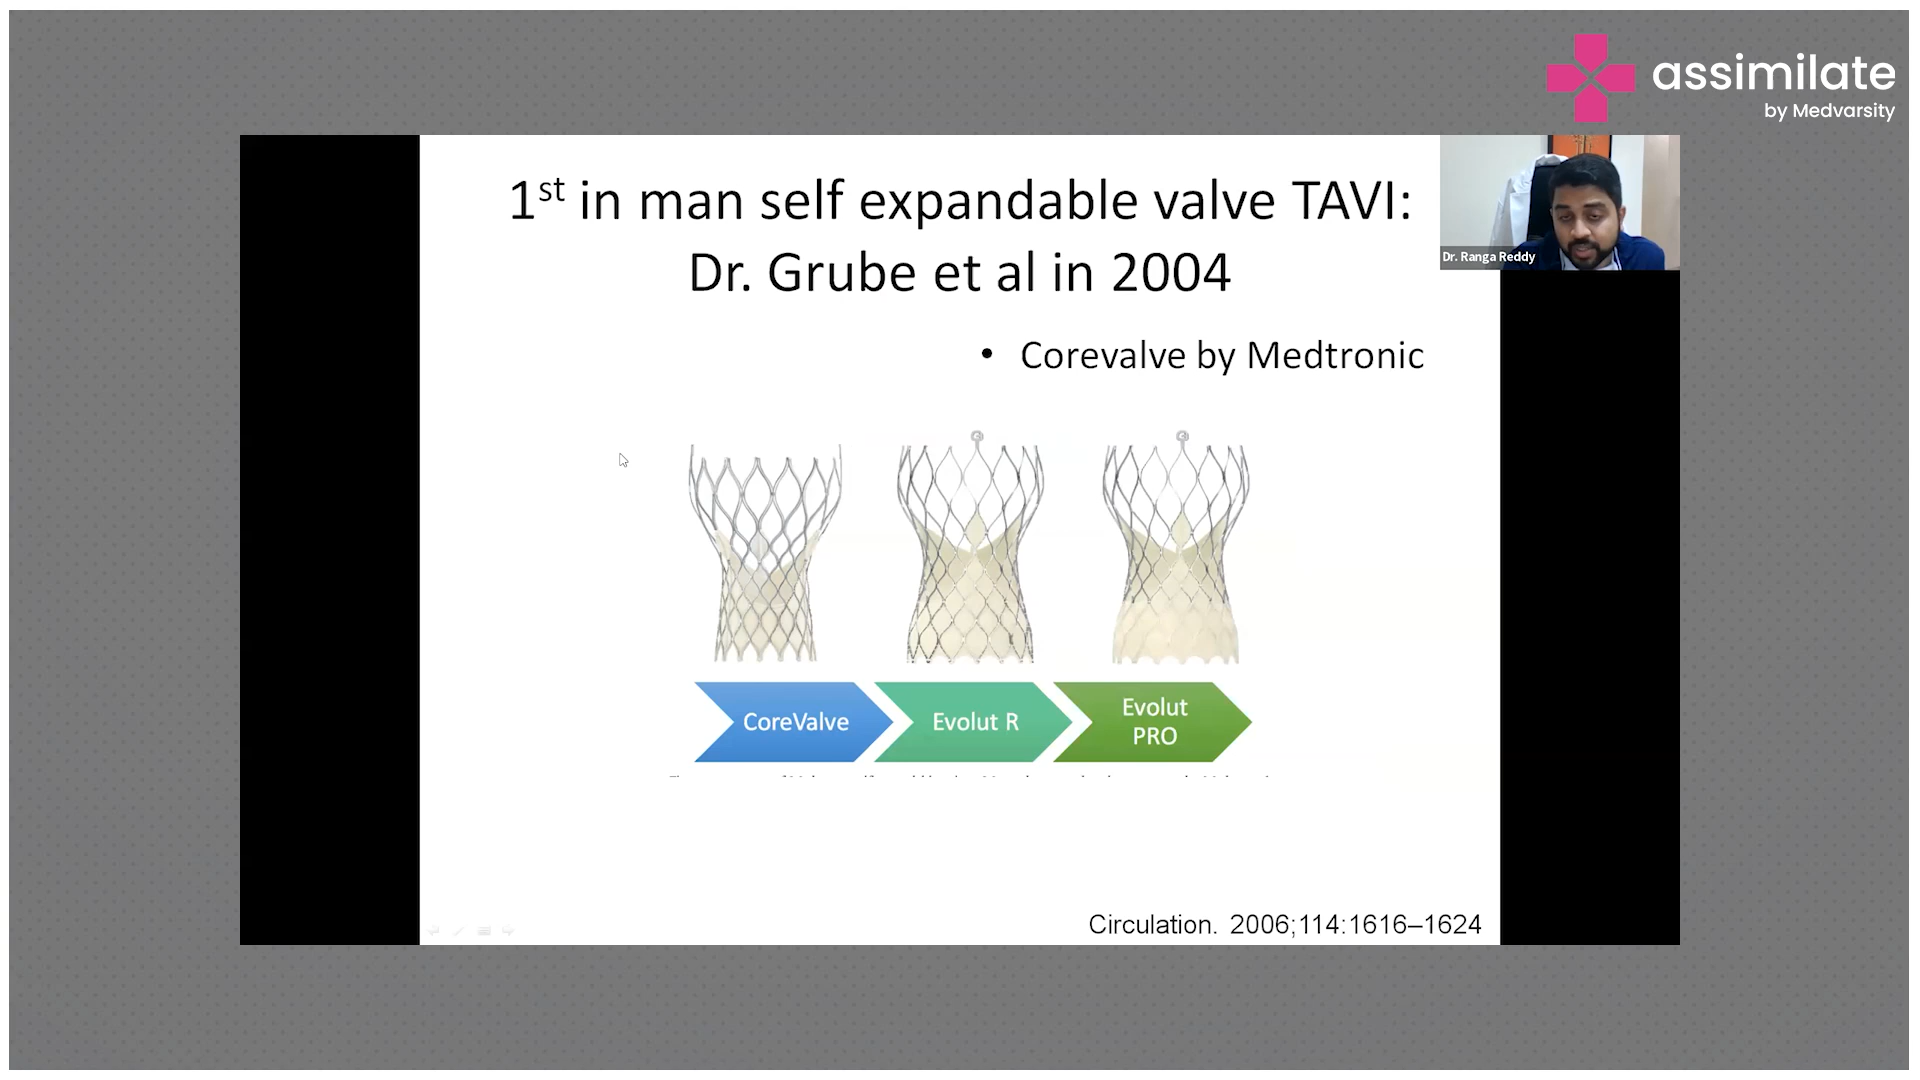 assimilate
by Medvarsity
1st in man self expandable valve TAVI:
Dr. Grube et al in 2004
Dr. Ranga Reddy
• Corevalve by Medtronic
CoreValve
Evolut R
Evolut
PRO
Circulation. 2006;114:1616–1624